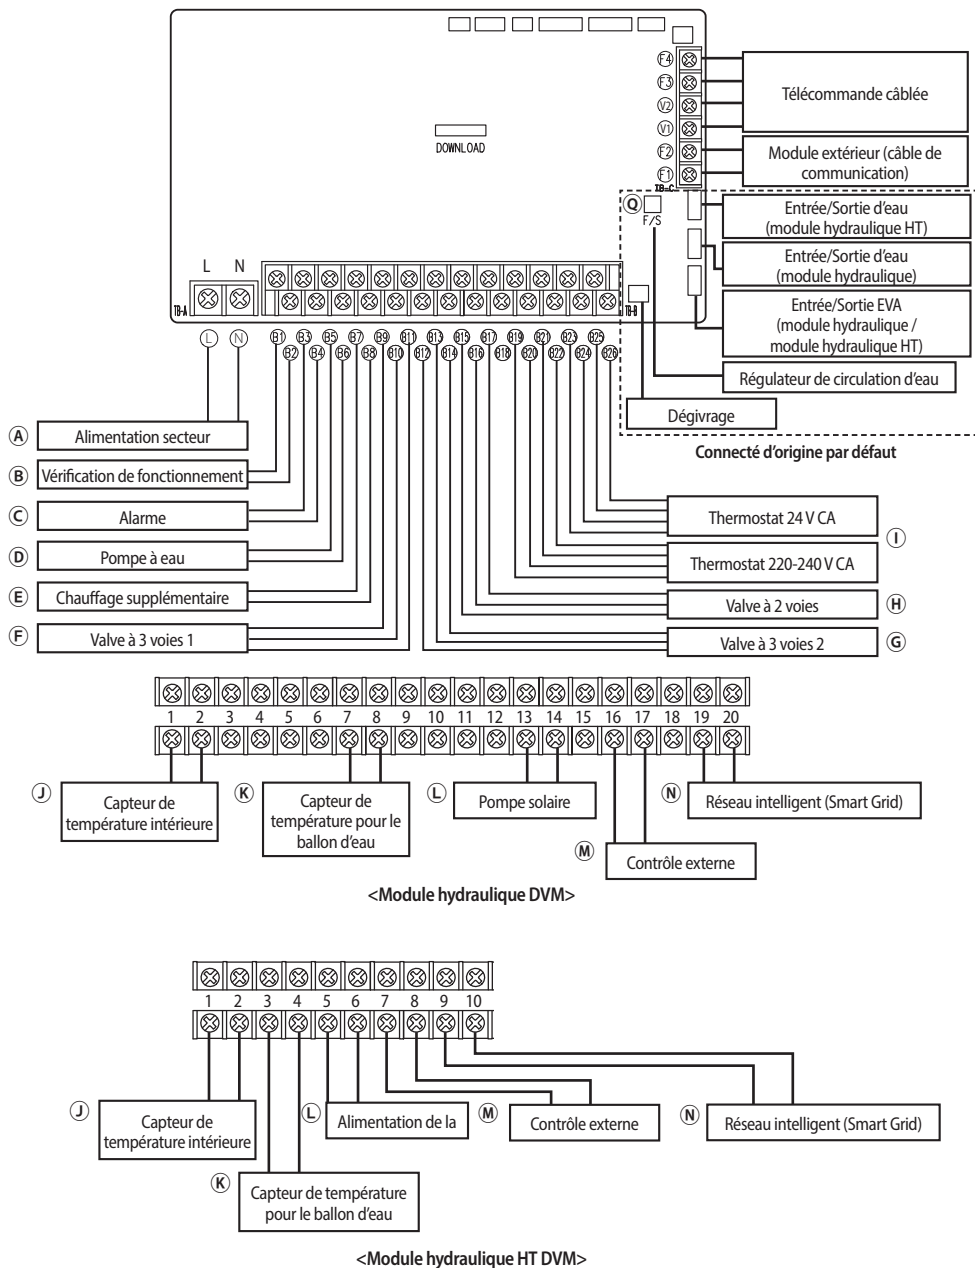 F4
F3
V2
V1
F2
F1
TB-C
Télécommande câblée
Module extérieur (câble de
communication)
DOWNLOAD
Q
F/S
Entrée/Sortie d'eau
(module hydraulique HT)
Entrée/Sortie d'eau
(module hydraulique)
Entrée/Sortie EVA
(module hydraulique /
module hydraulique HT)
Régulateur de circulation d'eau
Dégivrage
Connecté d'origine par défaut
L N
TB-A
TB-B
L N
B1 B3 B5 B7 B9 B11 B13 B15 B17 B19 B21 B23 B25
B2 B4 B6 B8 B10 B12 B14 B16 B18 B20 B22 B24 B26
A Alimentation secteur
B Vérification de fonctionnement
C Alarme
D Pompe à eau
E Chauffage supplémentaire
F Valve à 3 voies 1
Thermostat 24 V CA
I
Thermostat 220-240 V CA
Valve à 2 voies H
Valve à 3 voies 2 G
1 2 3 4 5 6 7 8 9 10 11 12 13 14 15 16 17 18 19 20
J Capteur de
température intérieure
K Capteur de
température pour le
ballon d'eau
L Pompe solaire
M Contrôle externe
N Réseau intelligent (Smart Grid)
<Module hydraulique DVM>
1 2 3 4 5 6 7 8 9 10
J Capteur de
température intérieure
K Capteur de température
pour le ballon d'eau
L Alimentation de la
M Contrôle externe
N Réseau intelligent (Smart Grid)
<Module hydraulique HT DVM>